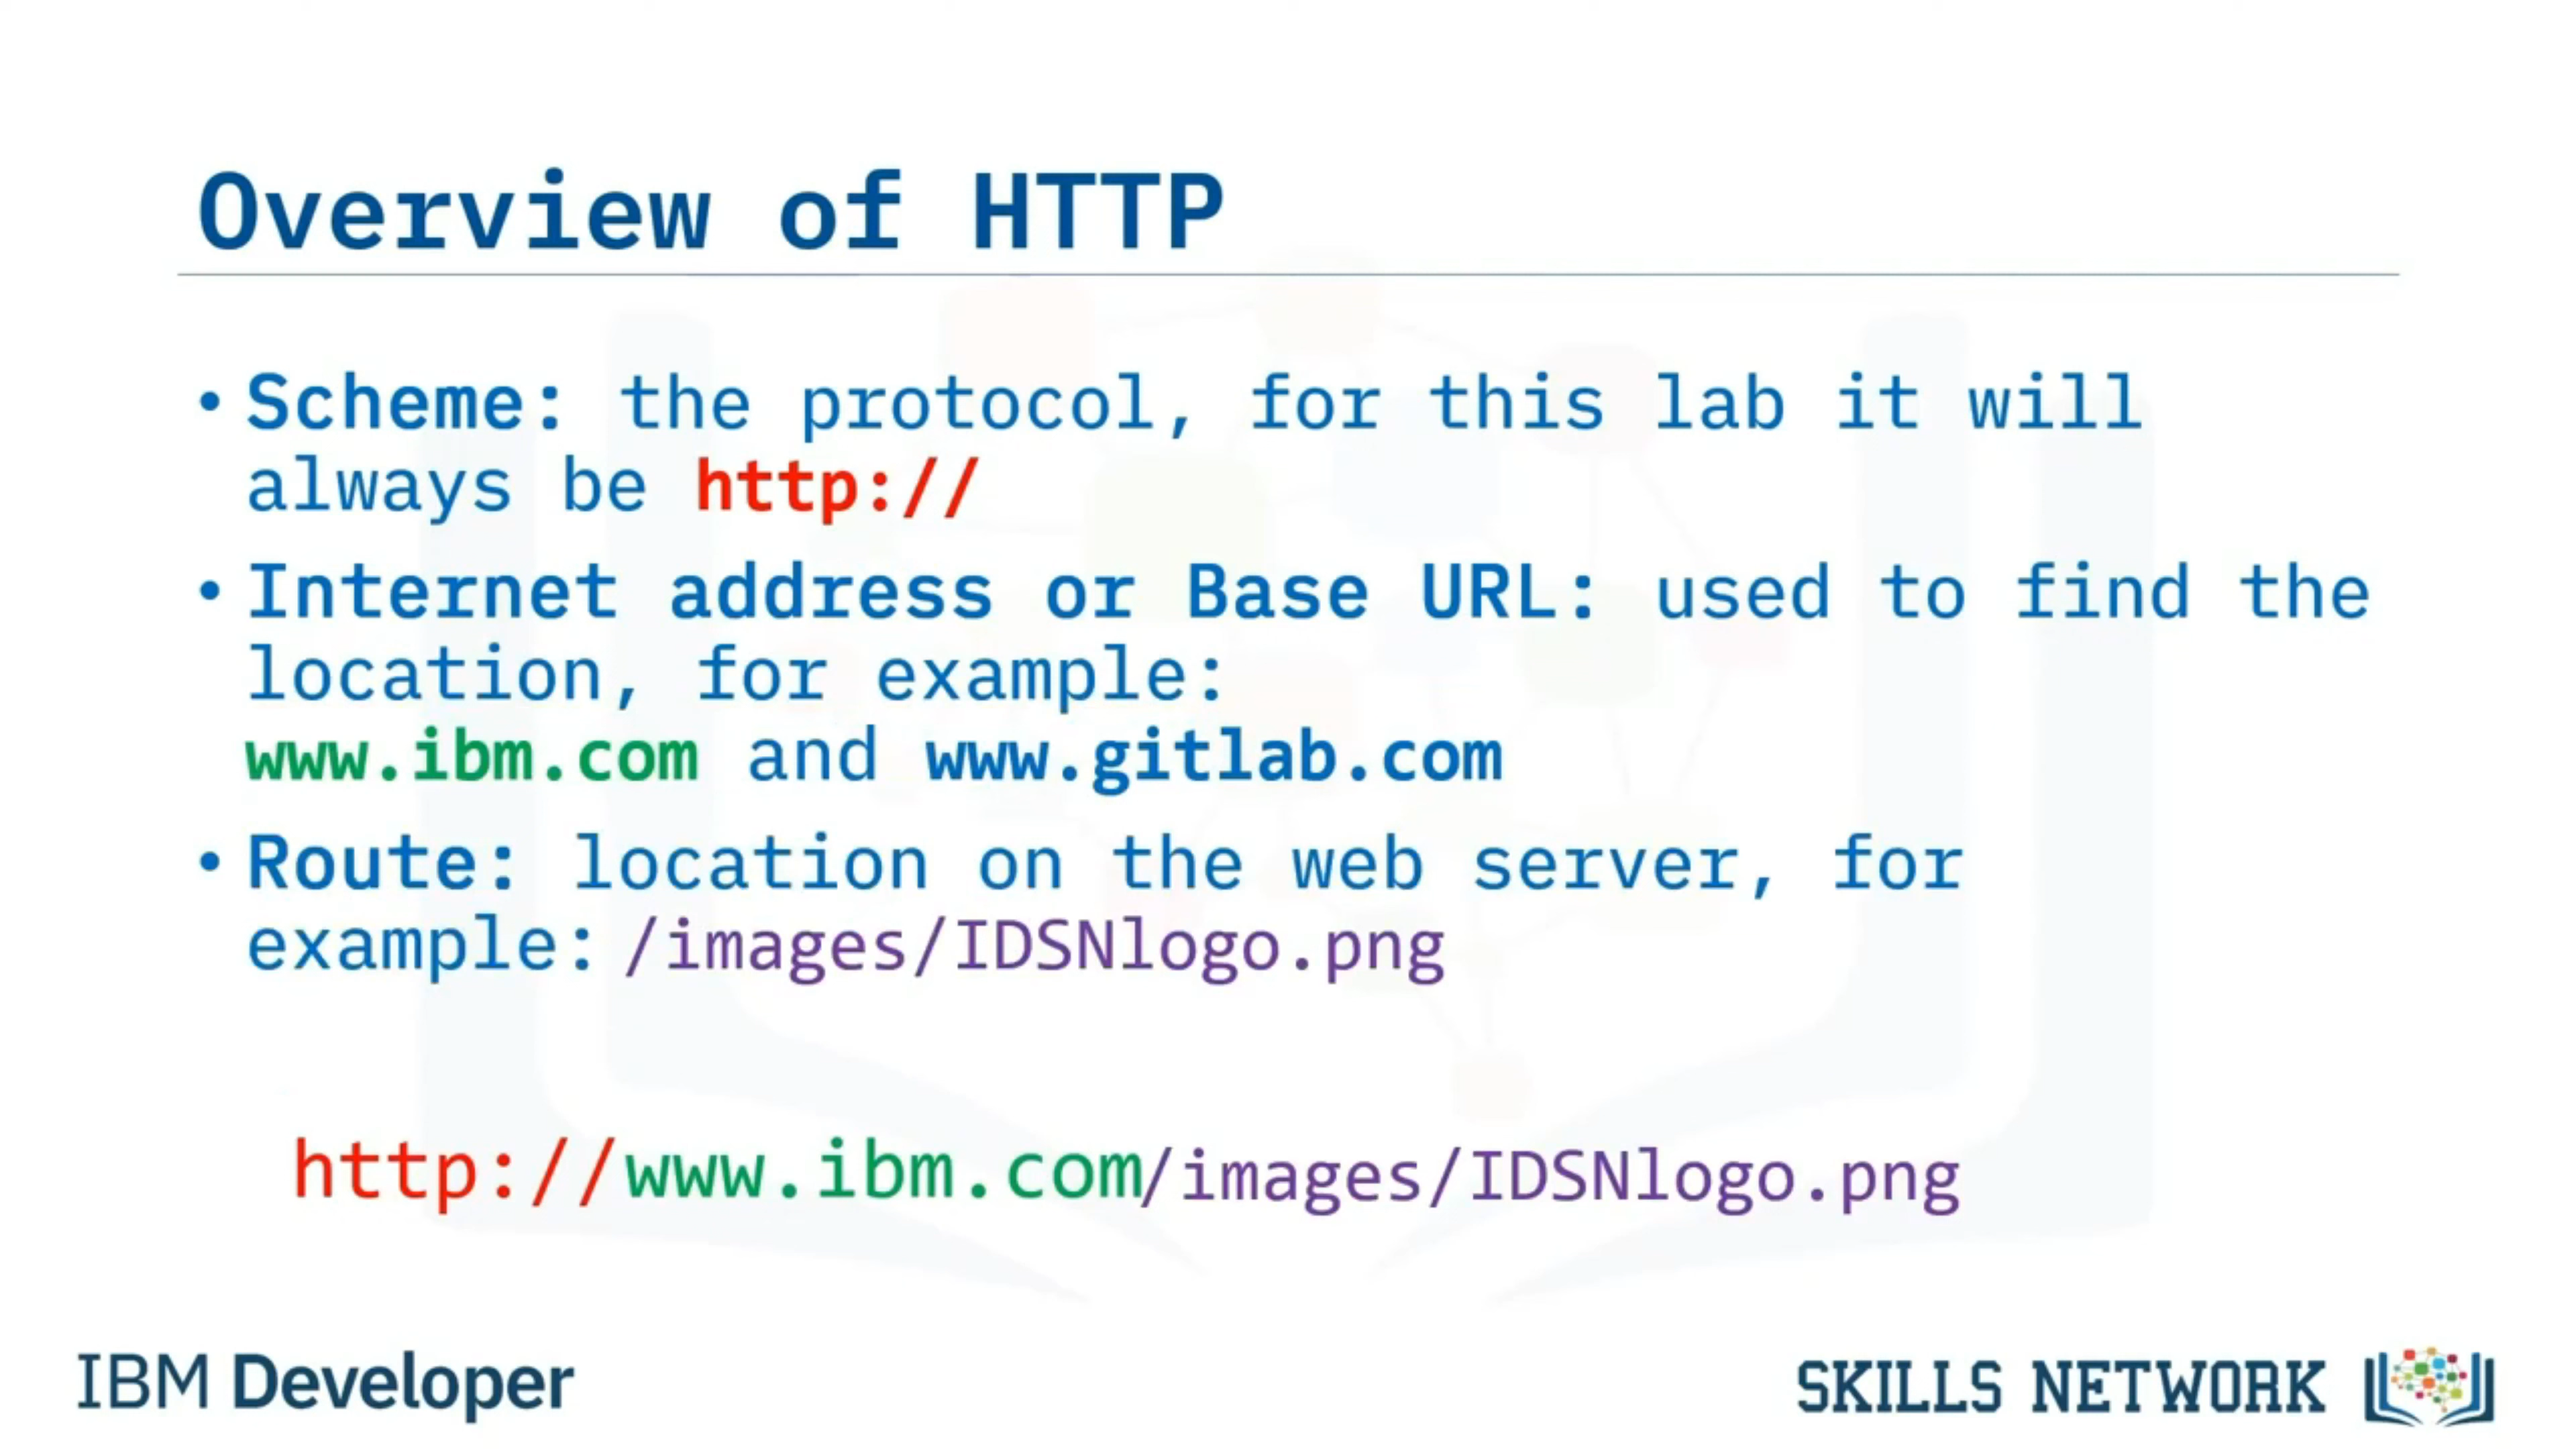 Overview of HTTP
• Scheme: the protocol, for this lab it will
always be http://
• Internet address or Base URL: used to find the
location, for example:
www.ibm.com and www.gitlab.com
• Route: location on the web server, for
example: /images/IDSNlogo.png
http://www.ibm.com/images/IDSNlogo.png
IBM Developer
SKILLS NETWORK